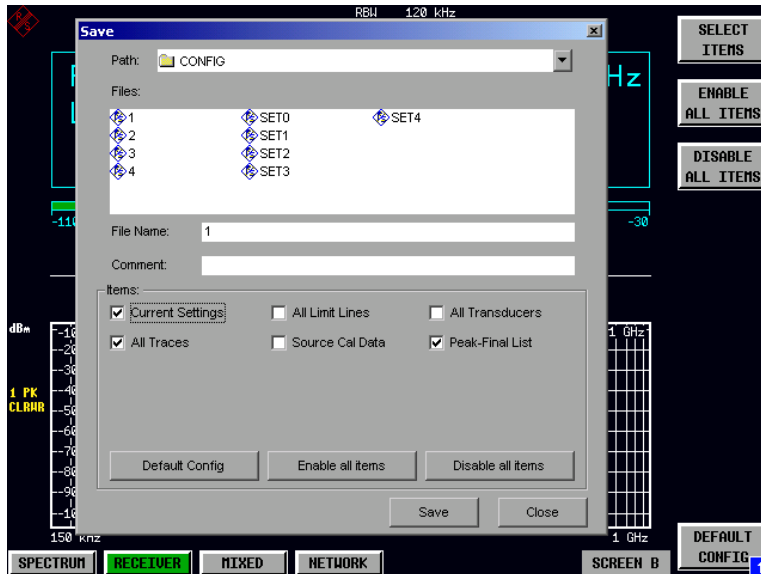 RBW 120 kHz
Save
Path: CONFIG
Files:
1 SET0 SET4
2 SET1
3 SET2
4 SET3
File Name: 1
Comment:
Items:
Current Settings All Limit Lines All Transducers
All Traces Source Cal Data Peak-Final List
Default Config Enable all items Disable all items
Save Close
Hz
-30
dBm
1 GHz
1 PK
CLRWR
-20
-30
-50
150 kHz 1 GHz
SPECTRUM RECEIVER MIXED NETWORK SCREEN B
SELECT
ITEMS
ENABLE
ALL ITEMS
DISABLE
ALL ITEMS
DEFAULT
CONFIG